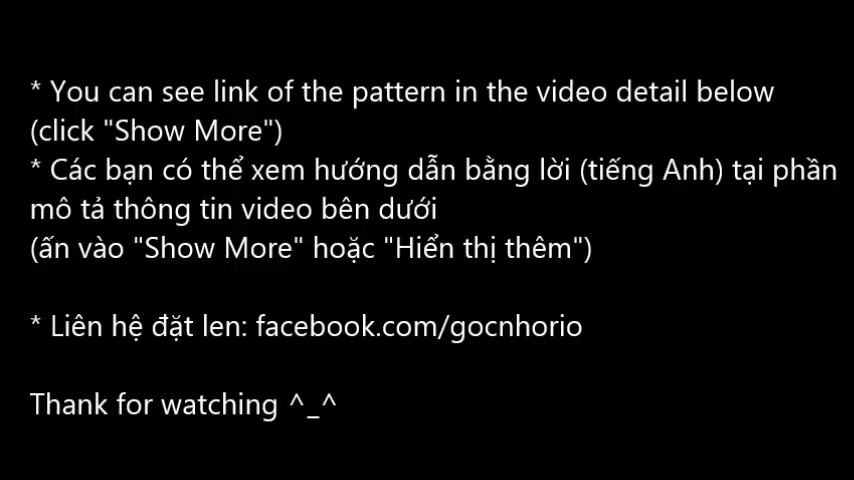 * You can see link of the pattern in the video detail below
(click "Show More")
* Các bạn có thể xem hướng dẫn bằng lời (tiếng Anh) tại phần
mô tả thông tin video bên dưới
(ấn vào "Show More" hoặc "Hiển thị thêm")
* Liên hệ đặt len: facebook.com/gocnhorio
Thank for watching ^_^